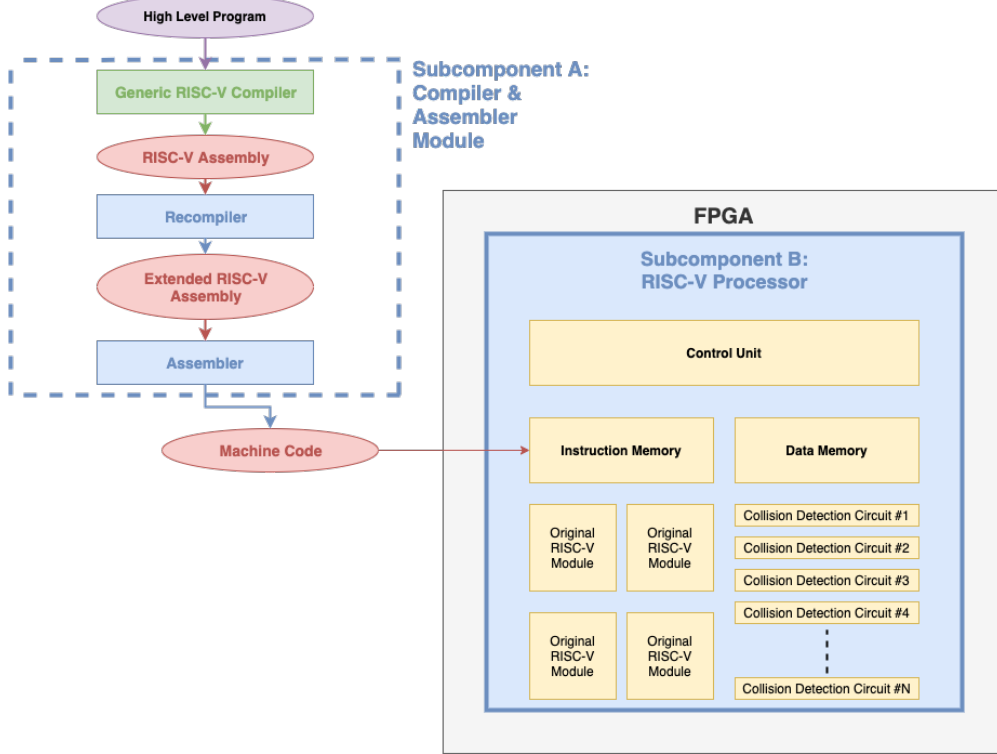 High Level Program
Subcomponent A:
Compiler &
Assembler
Module
Generic RISC-V Compiler
RISC-V Assembly
Recompiler
Extended RISC-V
Assembly
Assembler
Machine Code
FPGA
Subcomponent B:
RISC-V Processor
Control Unit
Instruction Memory
Data Memory
Original
RISC-V
Module
Original
RISC-V
Module
Collision Detection Circuit #1
Collision Detection Circuit #2
Collision Detection Circuit #3
Collision Detection Circuit #4
Original
RISC-V
Module
Original
RISC-V
Module
Collision Detection Circuit #N